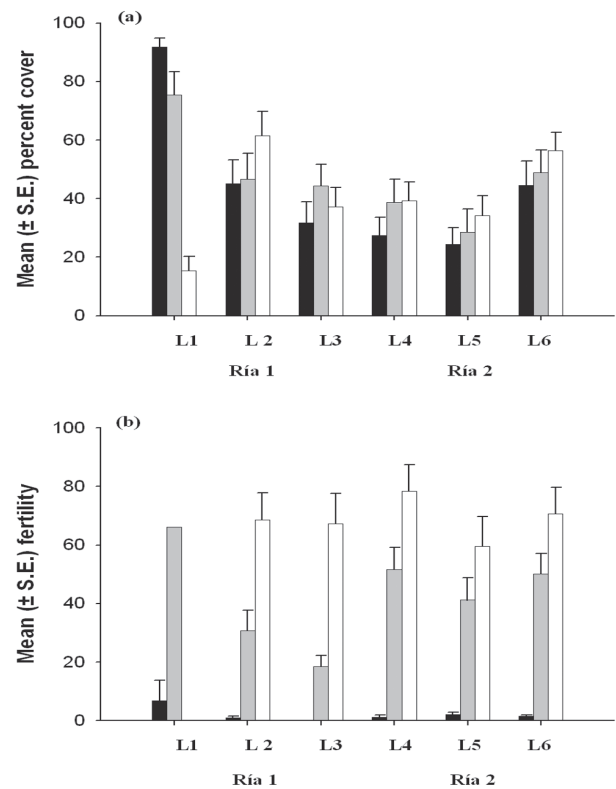 (a)
Mean (± S.E.) percent cover
100
80
60
40
20
0
L1 L 2 L3 L4 L5 L6
Ría 1 Ría 2
(b)
Mean (± S.E.) fertility
100
80
60
40
20
0
L1 L 2 L3 L4 L5 L6
Ría 1 Ría 2